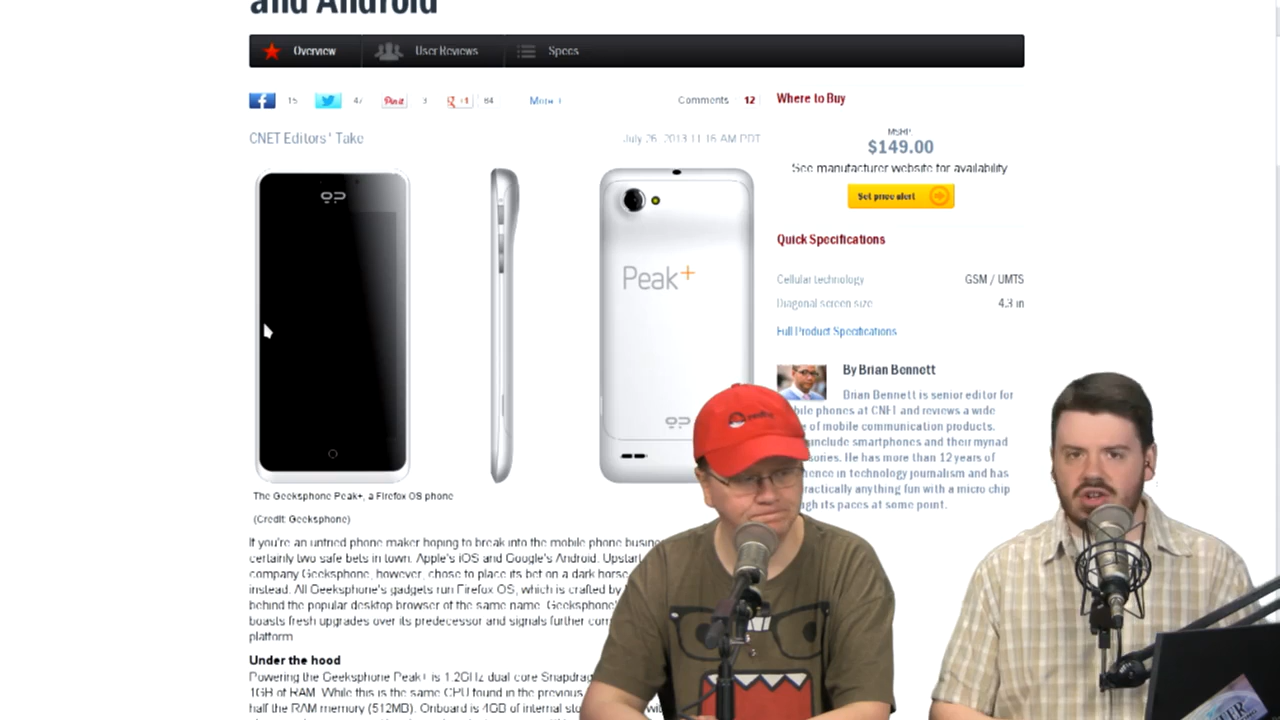 and Android
Overview
User Reviews
Specs
15
47
Pin it
3
+1
64
More +
Comments 12
Where to Buy
MSRP:
$149.00
See manufacturer website for availability
Set price alert
CNET Editors' Take
July 26, 2013 11:16 AM PDT
Peak+
Quick Specifications
Cellular technology GSM / UMTS
Diagonal screen size 4.3 in
Full Product Specifications
By Brian Bennett
Brian Bennett is senior editor for
phones at CNET and reviews a wide
of mobile communication products.
include smartphones and their myriad
He has more than 12 years of
in technology journalism and has
practically anything fun with a micro chip
its paces at some point.
The Geeksphone Peak+, a Firefox OS phone
(Credit: Geeksphone)
If you're an untried phone maker hoping to break into the mobile phone
certainly two safe bets in town. Apple's iOS and Google's Android. Upstart
company Geeksphone, however, chose to place its bet on a dark horse
instead. All Geeksphone's gadgets run Firefox OS, which is crafted by
behind the popular desktop browser of the same name. Geeksphone's
boasts fresh upgrades over its predecessor and signals further
platform.
Under the hood
Powering the Geeksphone Peak+ is 1.2GHz dual core
1GB of RAM. While this is the same CPU found in the previous
half the RAM memory (512MB). Onboard is 4GB of internal